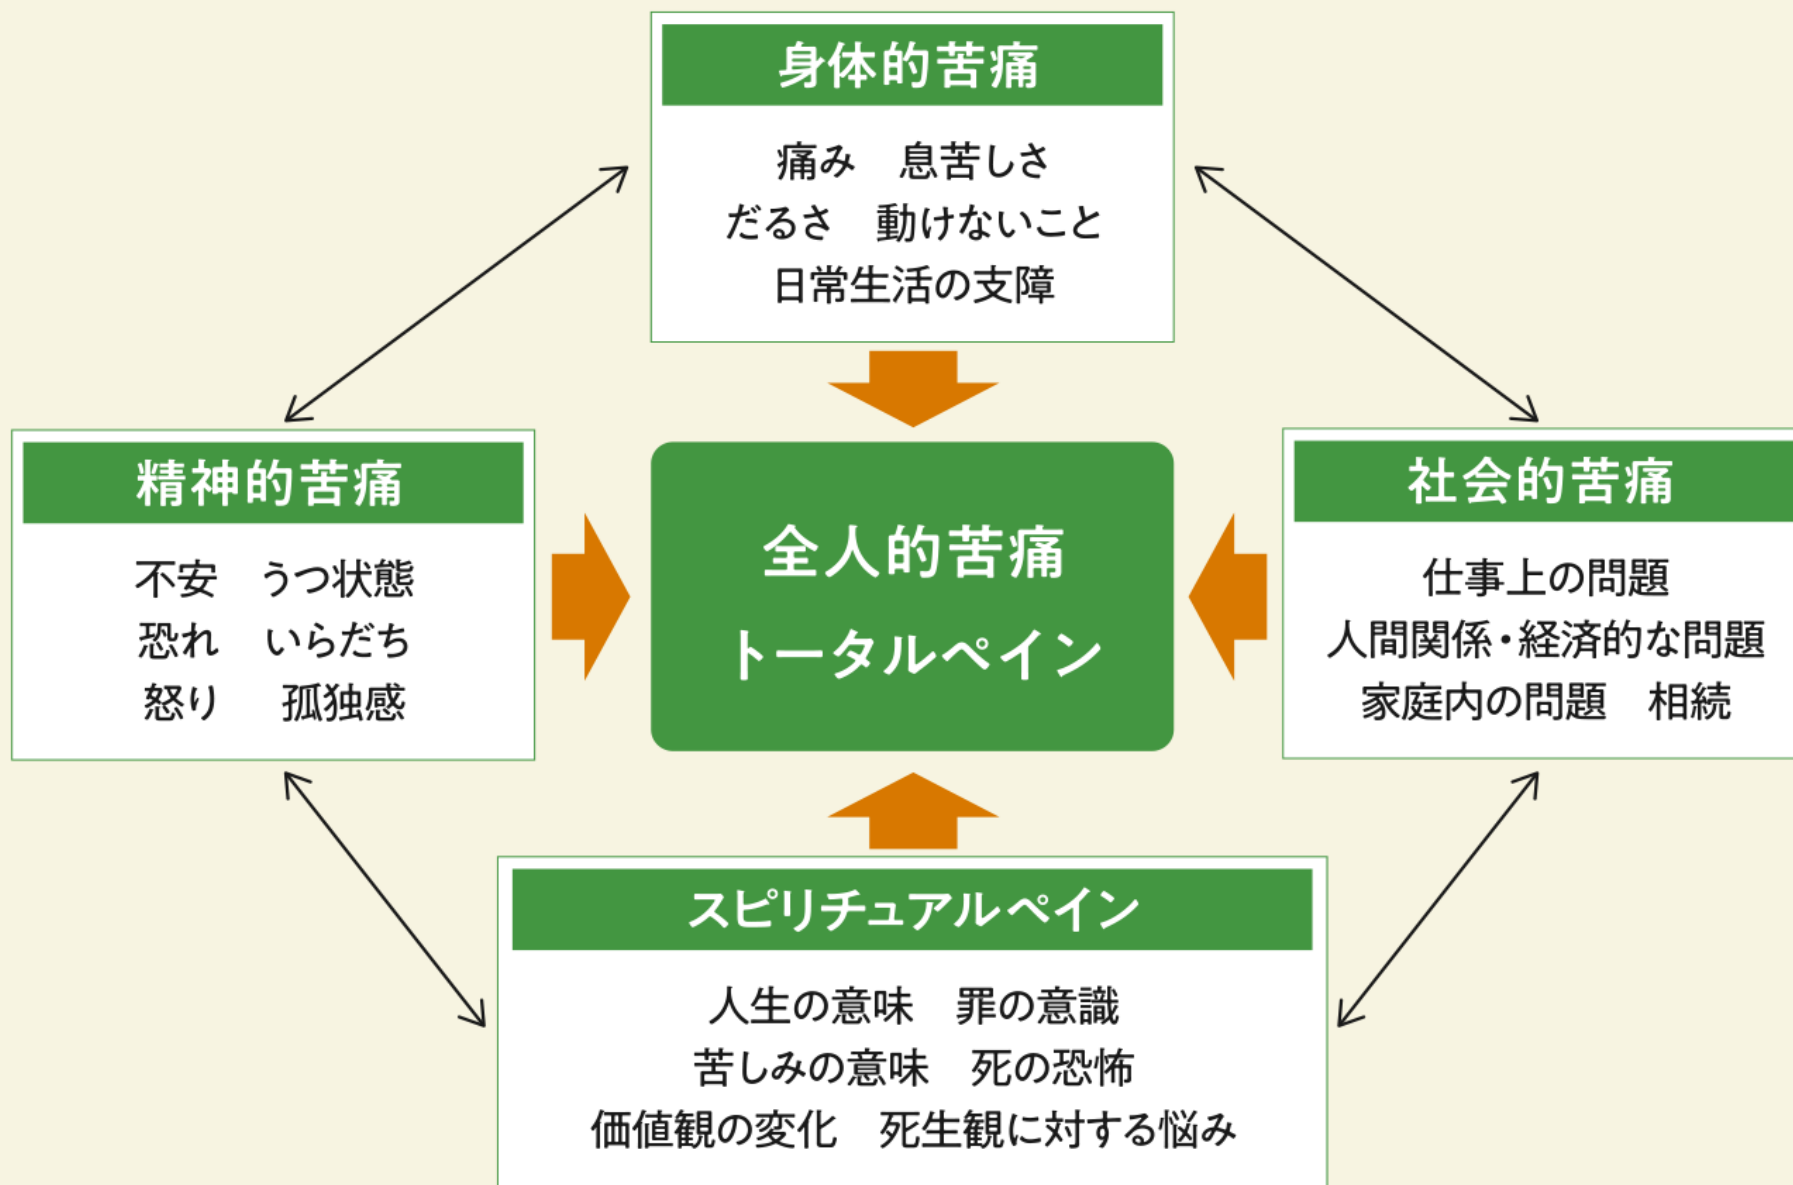 身体的苦痛
痛み　息苦しさ
だるさ　動けないこと
日常生活の支障
精神的苦痛
不安　うつ状態
恐れ　いらだち
怒り　孤独感
全人的苦痛
トータルペイン
社会的苦痛
仕事上の問題
人間関係・経済的な問題
家庭内の問題　相続
スピリチュアルペイン
人生の意味　罪の意識
苦しみの意味　死の恐怖
価値観の変化　死生観に対する悩み